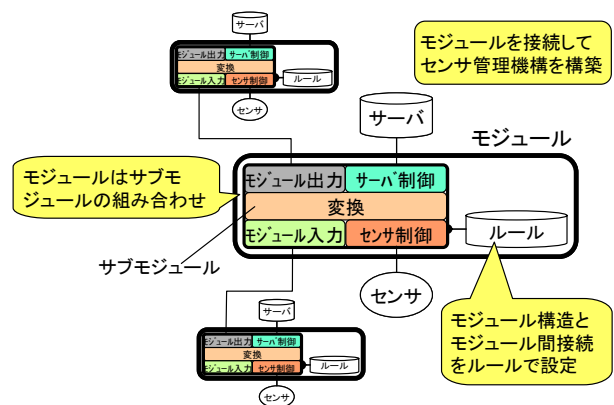 サーバ
モジュール出力 サーバ制御
変換
モジュール入力 センサ制御
ルール
センサ
モジュールを接続して
センサ管理機構を構築
サーバ
モジュール
モジュールはサブモ
ジュールの組み合わせ
モジュール出力 サーバ制御
変換
モジュール入力 センサ制御
ルール
サブモジュール
センサ
モジュール構造と
モジュール間接続
をルールで設定
サーバ
モジュール出力 サーバ制御
変換
モジュール入力 センサ制御
ルール
センサ